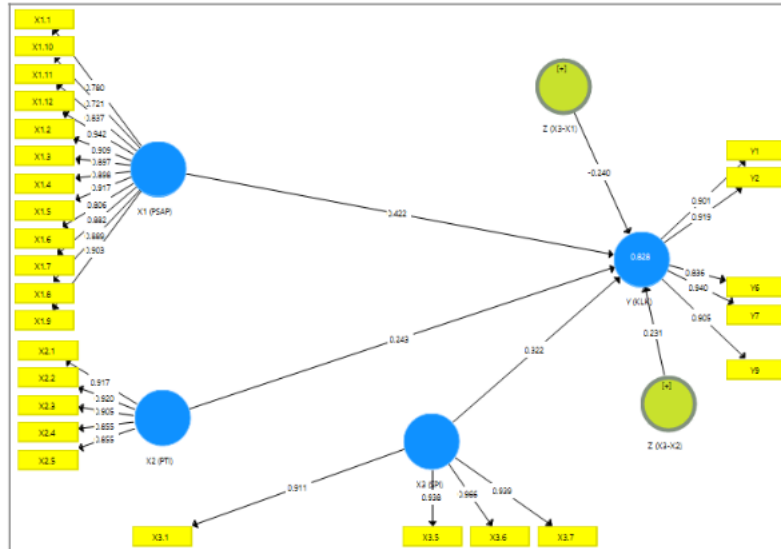 X1.1
X1.10
X1.11
X1.12
X1.2
X1.3
X1.4
X1.5
X1.6
X1.7
X1.8
X1.9
0.780
0.721
0.837
0.942
0.909
0.897
0.898
0.917
0.806
0.882
0.903
X1 (PSAP)
[+]
Z (X3-X1)
-0.240
0.422
Y1
Y2
0.901
0.919
0.828
Y (KLK)
0.836
0.940
0.905
Y6
Y7
Y9
0.243
0.322
0.231
[+]
Z (X3-X2)
X2.1
X2.2
X2.3
X2.4
X2.5
0.917
0.920
0.905
0.855
0.855
X2 (PTI)
X3 (SPI)
0.911
0.938
0.966
0.939
X3.1
X3.5
X3.6
X3.7